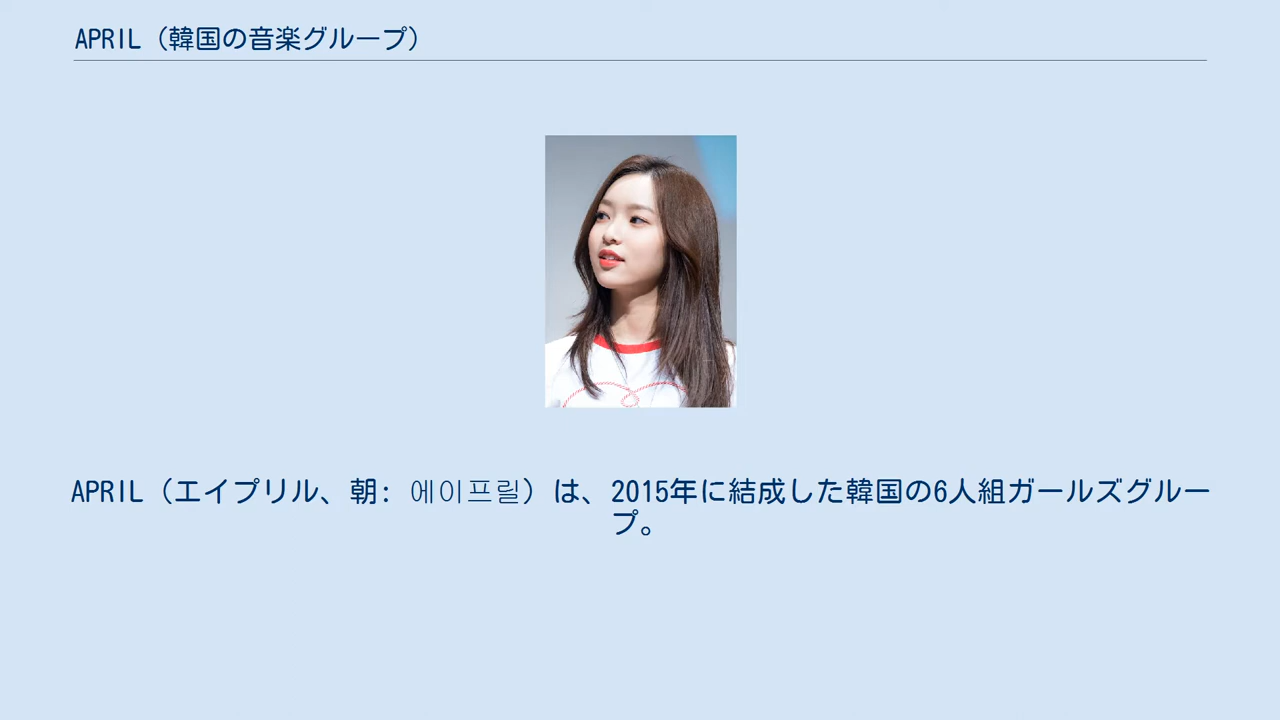 APRIL（韓国の音楽グループ）
APRIL（エイプリル、朝: 에이프릴）は、2015年に結成した韓国の6人組ガールズグルー
プ。